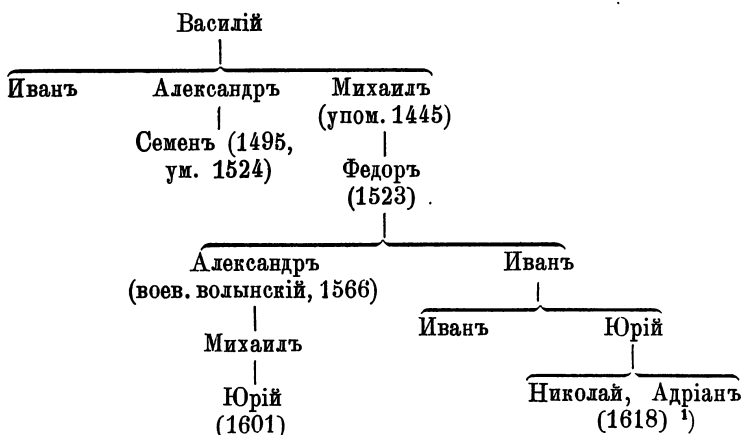 Василій
Иванъ Александръ Михаилъ
(упом. 1445)
Семенъ (1495,
ум. 1524)
Федоръ
(1523)
Александръ Иванъ
(воев. волынскій, 1566)
Иванъ Юрій
Михаилъ
Николай, Адріанъ
Юрій
(1618) ¹)
(1601)